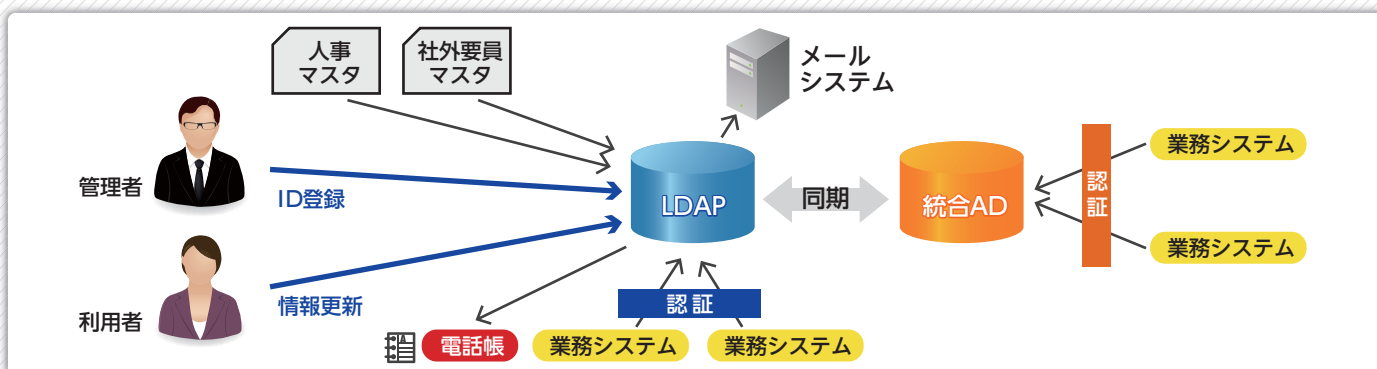 人事
マスタ
社外要員
マスタ
メール
システム
管理者
ID登録
LDAP
同期
統合AD
認証
業務システム
業務システム
利用者
情報更新
認証
A
電話帳
業務システム
業務システム